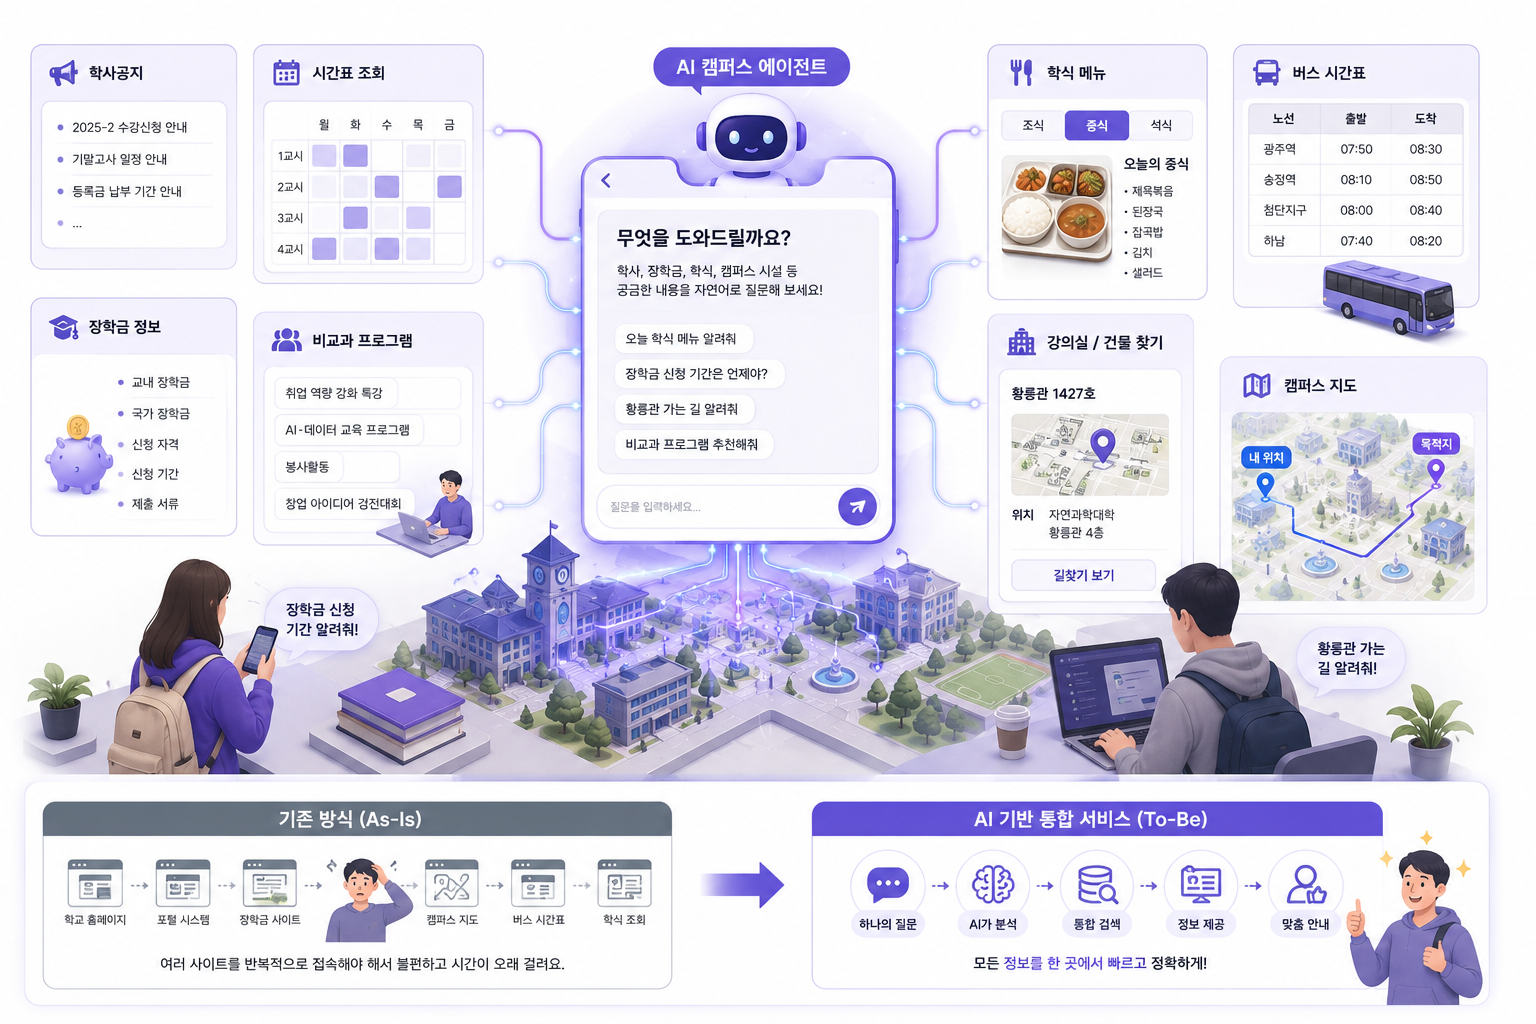 AI 캠퍼스 에이전트
학사공지
2025-2 수강신청 안내
기말고사 일정 안내
등록금 납부 기간 안내
...
시간표 조회
월 화 수 목 금
1교시
2교시
3교시
4교시
장학금 정보
교내 장학금
국가 장학금
신청 자격
신청 기간
제출 서류
비교과 프로그램
취업 역량 강화 특강
AI-데이터 교육 프로그램
봉사활동
창업 아이디어 경진대회
무엇을 도와드릴까요?
학사, 장학금, 학식, 캠퍼스 시설 등
궁금한 내용을 자연어로 질문해 보세요!
오늘 학식 메뉴 알려줘
장학금 신청 기간은 언제야?
황룡관 가는 길 알려줘
비교과 프로그램 추천해줘
질문을 입력하세요...
학식 메뉴
조식 중식 석식
오늘의 중식
• 제육볶음
• 된장국
• 잡곡밥
• 김치
• 샐러드
버스 시간표
노선 출발 도착
광주역 07:50 08:30
송정역 08:10 08:50
첨단지구 08:00 08:40
하남 07:40 08:20
강의실 / 건물 찾기
황룡관 1427호
위치 자연과학대학
황룡관 4층
길찾기 보기
캠퍼스 지도
내 위치
목적지
장학금 신청
기간 알려줘!
황룡관 가는
길 알려줘!
기존 방식 (As-Is)
학교 홈페이지
포털 시스템
장학금 사이트
캠퍼스 지도
버스 시간표
학식 조회
여러 사이트를 반복적으로 접속해야 해서 불편하고 시간이 오래 걸려요.
AI 기반 통합 서비스 (To-Be)
하나의 질문
AI가 분석
통합 검색
정보 제공
맞춤 안내
모든 정보를 한 곳에서 빠르고 정확하게!